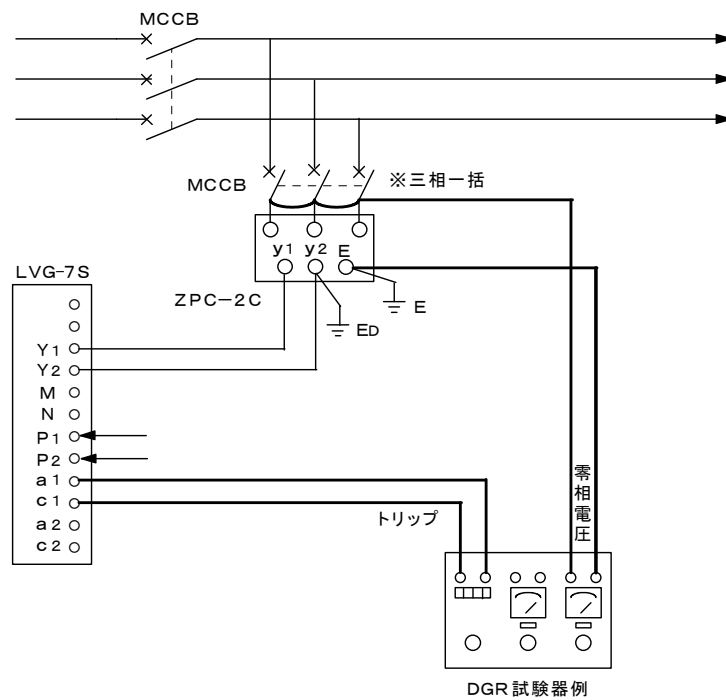 MCCB
MCCB
※三相一括
y1 y2 E
LVG-7S
ZPC-2C
E
ED
Y1
Y2
M
N
P1
P2
a1
c1
a2
c2
トリップ
零相電圧
DGR試験器例